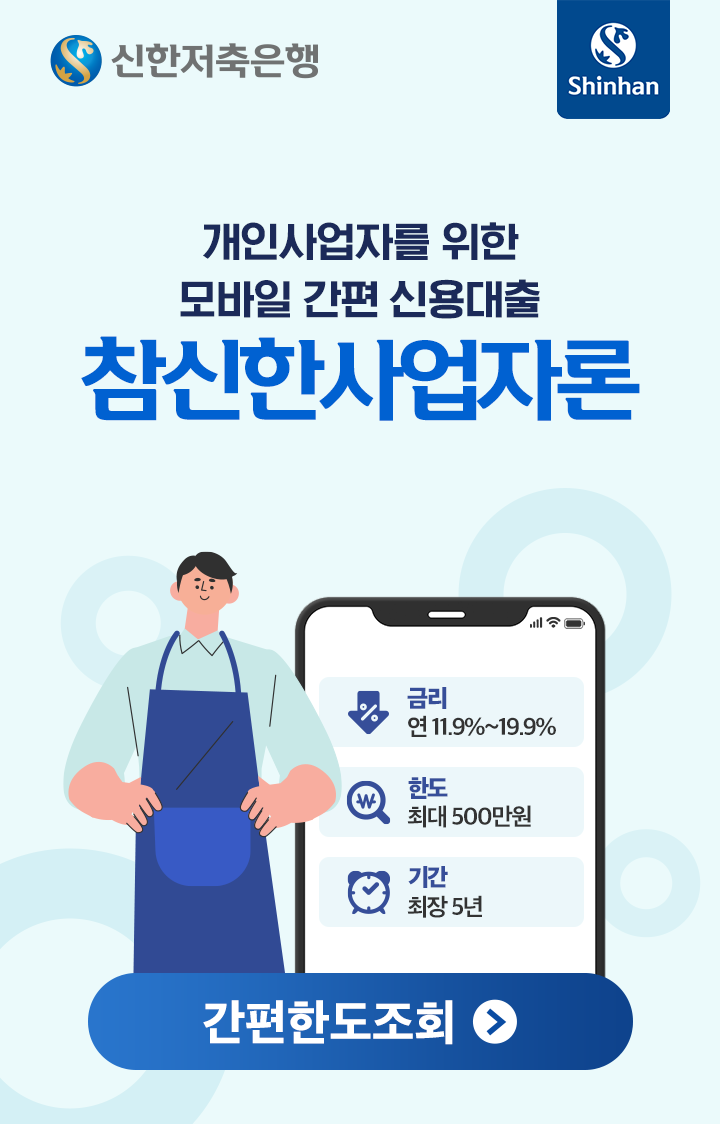 신한저축은행
Shinhan
개인사업자를 위한
모바일 간편 신용대출
참신한사업자론
금리
연 11.9%~19.9%
한도
최대 500만원
기간
최장 5년
간편한도조회